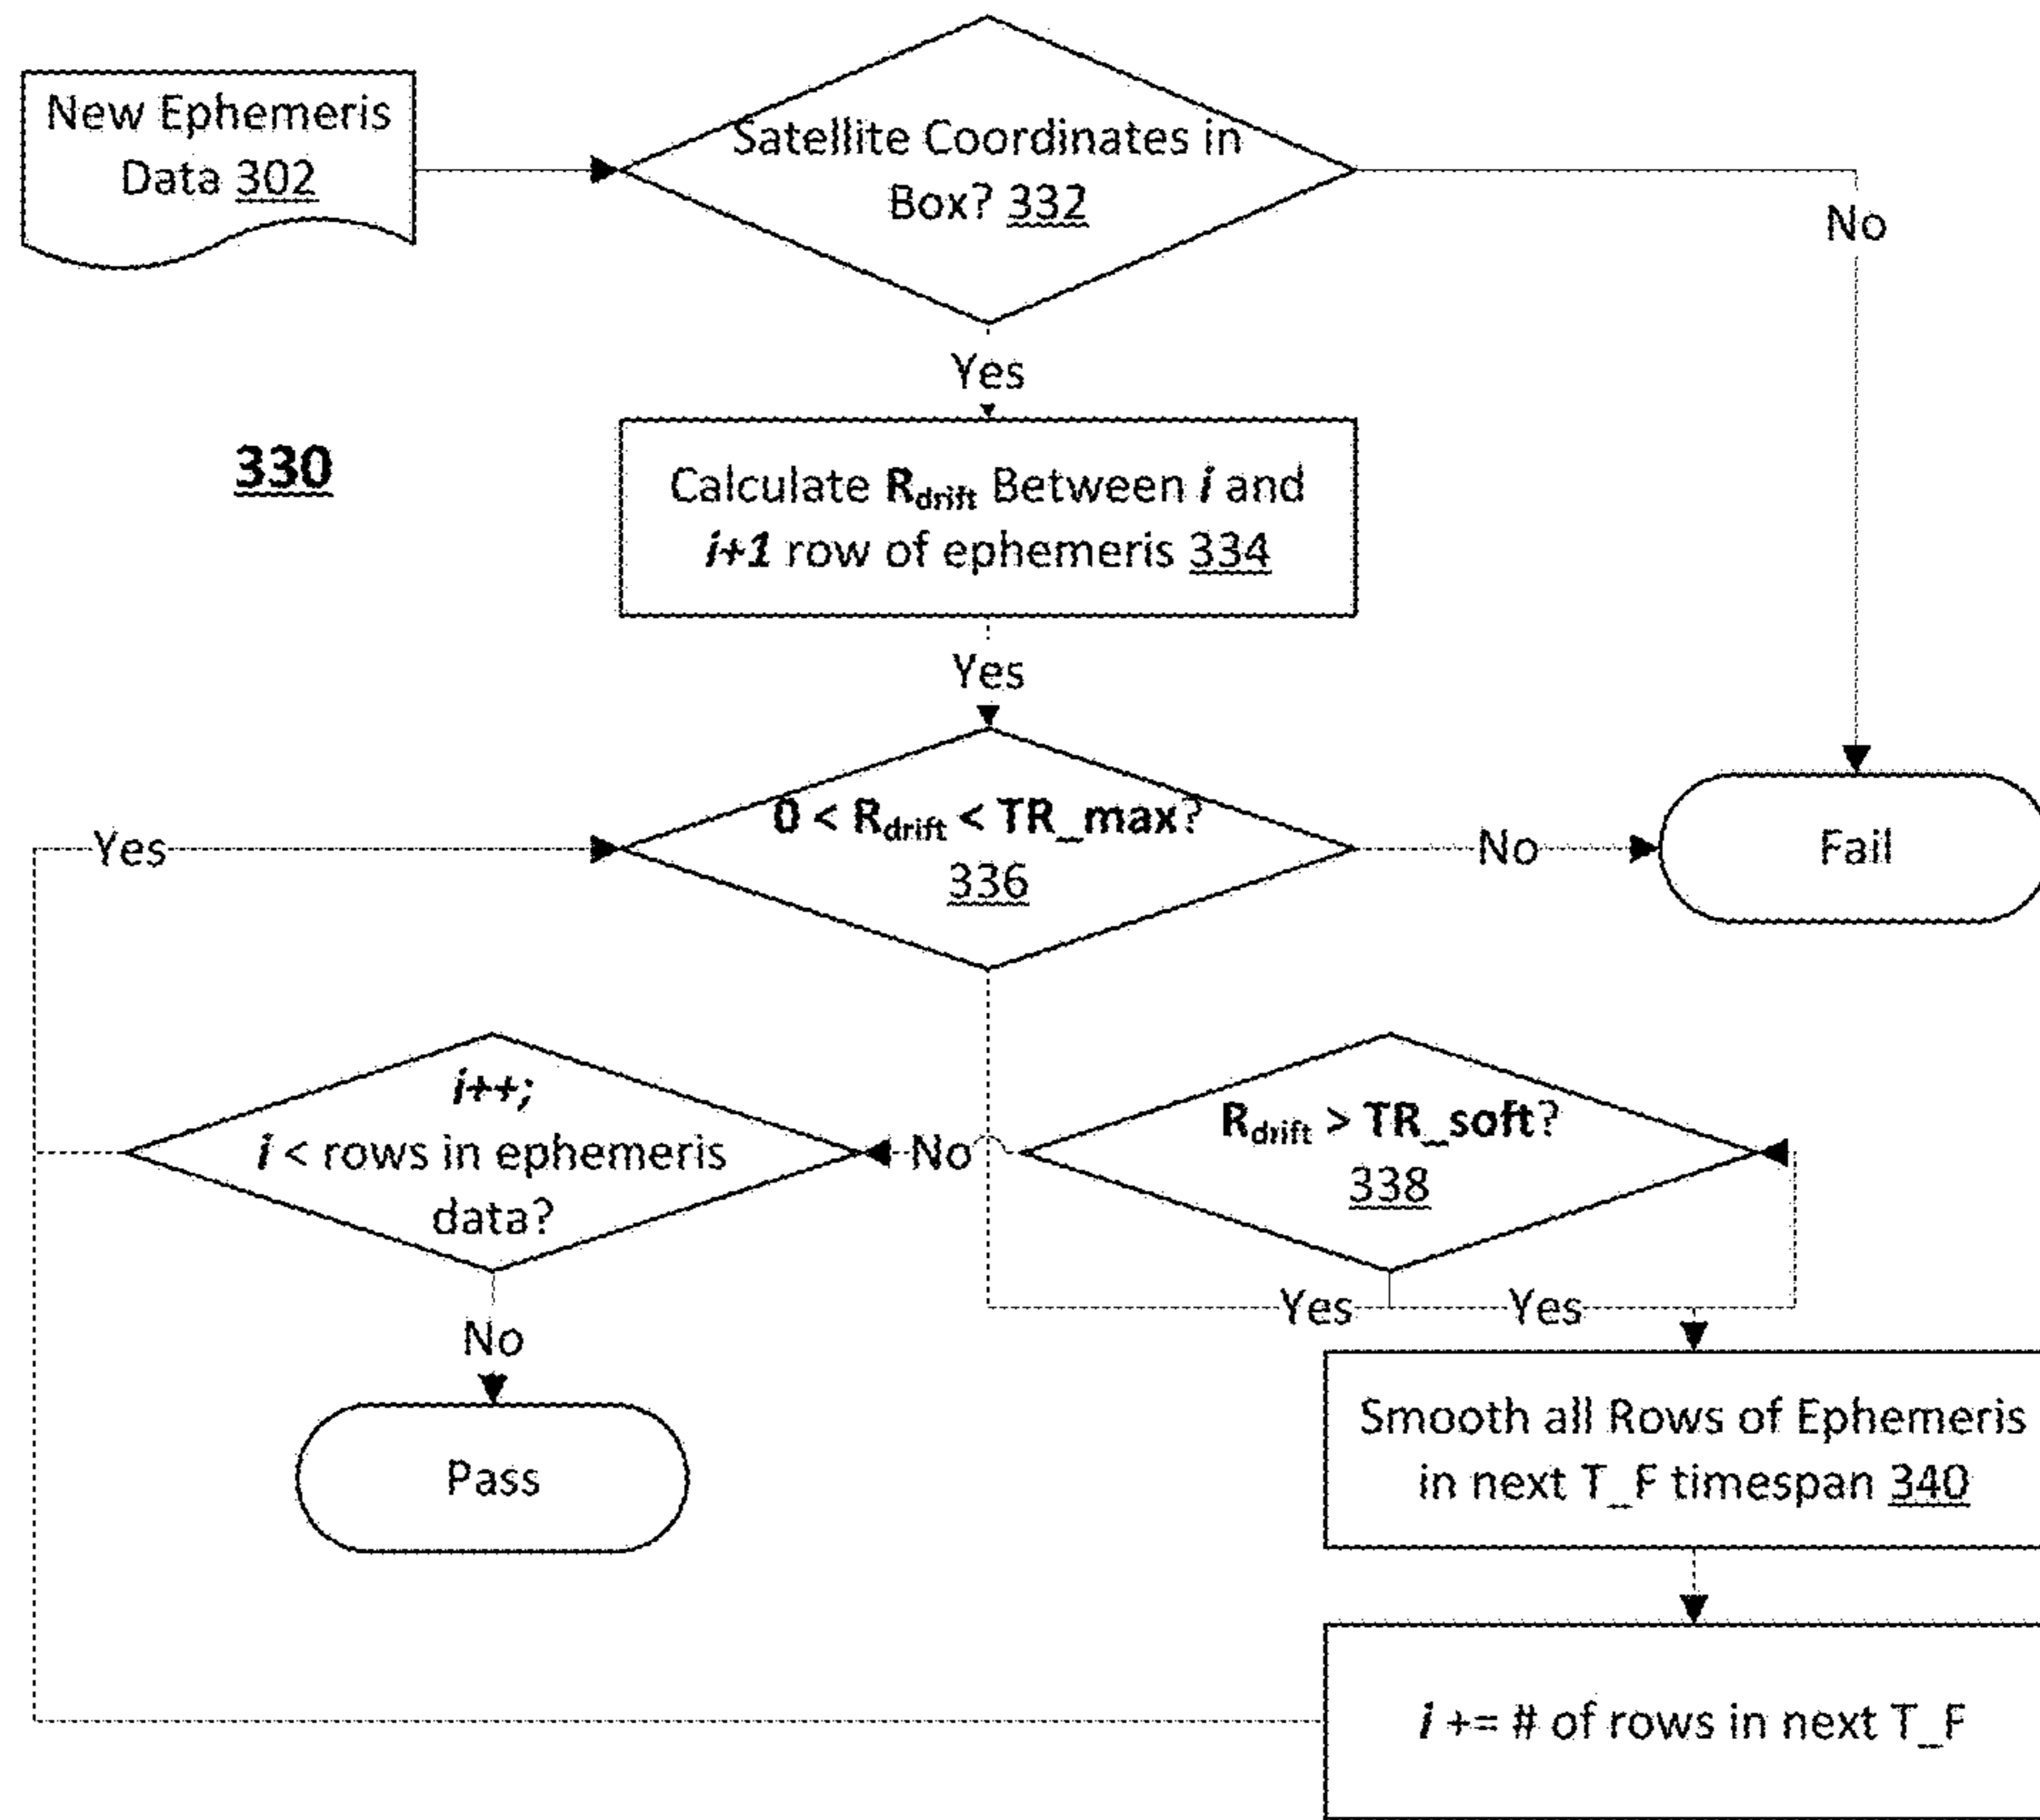 New Ephemeris
Data 302
Satellite Coordinates in
Box? 332
No
Yes
330
Calculate Rdrift Between i and
i+1 row of ephemeris 334
Yes
0 < Rdrift < TR_max?
336
Yes
No
Fail
i++;
i < rows in ephemeris
data?
No
Rdrift > TR_soft?
338
Yes
Yes
No
Pass
Smooth all Rows of Ephemeris
in next T_F timespan 340
i += # of rows in next T_F